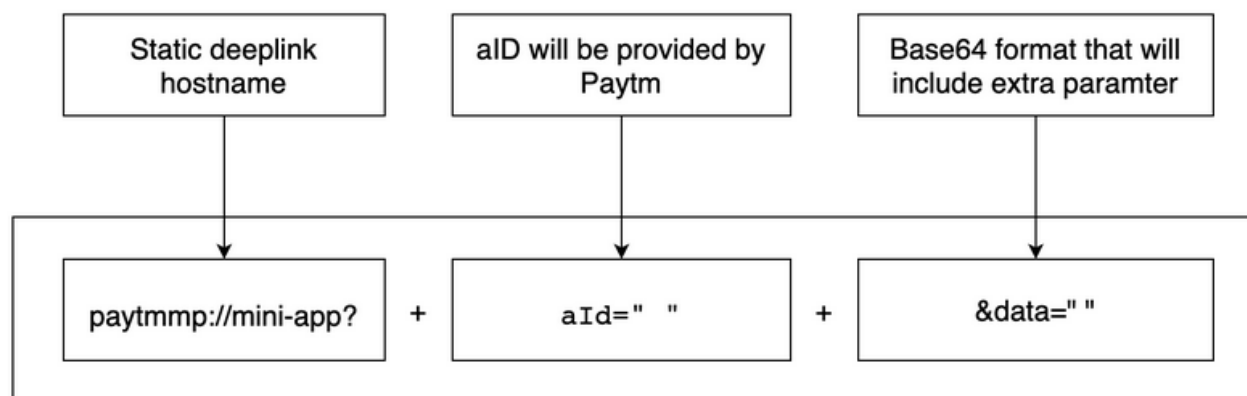 Static deeplink
hostname
aID will be provided by
Paytm
Base64 format that will
include extra paramter
paytmmp://mini-app?
+
aId=" "
+
&data=" "